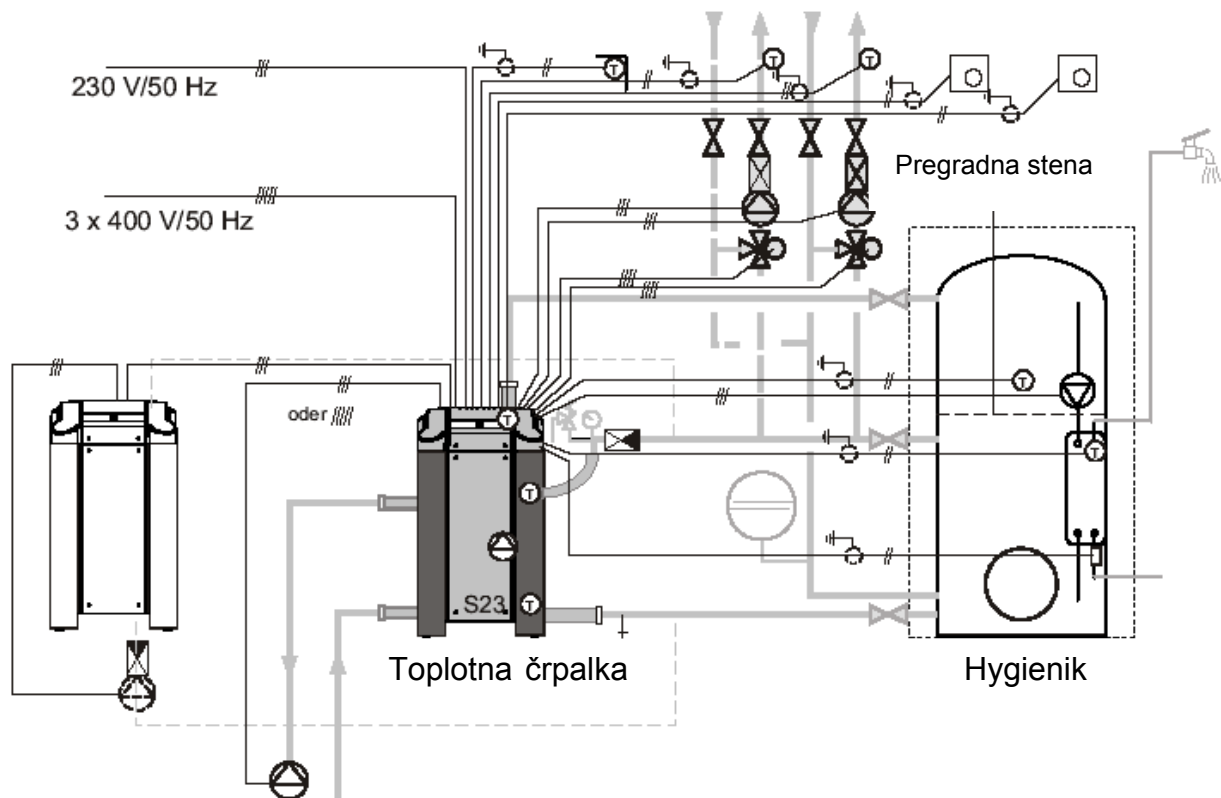 230 V/50 Hz
T
T
T
Pregradna stena
3 x 400 V/50 Hz
T
oder
T
T
T
S23
T
Toplotna črpalka
Hygienik